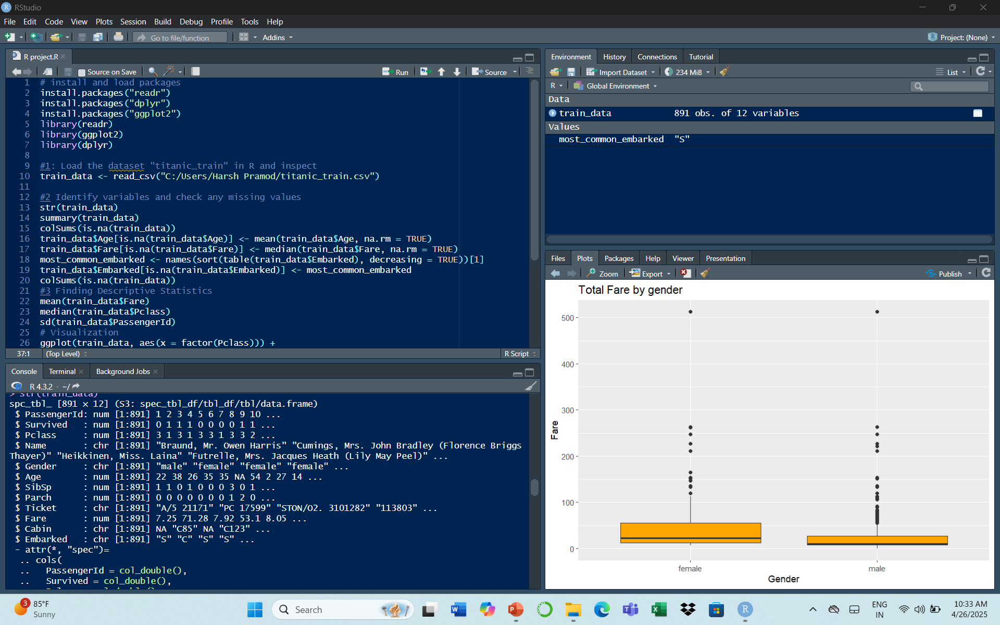 RStudio
File Edit Code View Plots Session Build Debug Profile Tools Help
Go to file/function Addins Project: (None)
R project.R
Source on Save Run Source
1 # install and load packages
2 install.packages("readr")
3 install.packages("dplyr")
4 install.packages("ggplot2")
5 library(readr)
6 library(ggplot2)
7 library(dplyr)
8
9 #1: Load the dataset "titanic_train" in R and inspect
10 train_data <- read_csv("C:/Users/Harsh Pramod/titanic_train.csv")
11
12 #2 Identify variables and check any missing values
13 str(train_data)
14 summary(train_data)
15 colSums(is.na(train_data))
16 train_data$Age[is.na(train_data$Age)] <- mean(train_data$Age, na.rm = TRUE)
17 train_data$Fare[is.na(train_data$Fare)] <- median(train_data$Fare, na.rm = TRUE)
18 most_common_embarked <- names(sort(table(train_data$Embarked), decreasing = TRUE))[1]
19 train_data$Embarked[is.na(train_data$Embarked)] <- most_common_embarked
20 colSums(is.na(train_data))
21 #3 Finding Descriptive Statistics
22 mean(train_data$Fare)
23 median(train_data$Pclass)
24 sd(train_data$PassengerId)
25 # Visualization
26 ggplot(train_data, aes(x = factor(Pclass))) +
37:1 (Top Level) R Script
Console Terminal Background Jobs
R 4.3.2 · ~/
> str(train_data)
spc_tbl_ [891 × 12] (S3: spec_tbl_df/tbl_df/tbl/data.frame)
$ PassengerId: num [1:891] 1 2 3 4 5 6 7 8 9 10 ...
$ Survived : num [1:891] 0 1 1 1 0 0 0 0 1 1 ...
$ Pclass : num [1:891] 3 1 3 1 3 3 1 3 3 2 ...
$ Name : chr [1:891] "Braund, Mr. Owen Harris" "Cumings, Mrs. John Bradley (Florence Briggs
Thayer)" "Heikkinen, Miss. Laina" "Futrelle, Mrs. Jacques Heath (Lily May Peel)" ...
$ Gender : chr [1:891] "male" "female" "female" "female" ...
$ Age : num [1:891] 22 38 26 35 35 NA 54 2 27 14 ...
$ SibSp : num [1:891] 1 1 0 1 0 0 0 3 0 1 ...
$ Parch : num [1:891] 0 0 0 0 0 0 0 1 2 0 ...
$ Ticket : chr [1:891] "A/5 21171" "PC 17599" "STON/O2. 3101282" "113803" ...
$ Fare : num [1:891] 7.25 71.28 7.92 53.1 8.05 ...
$ Cabin : chr [1:891] NA "C85" NA "C123" ...
$ Embarked : chr [1:891] "S" "C" "S" "S" ...
- attr(*, "spec")=
.. cols(
.. PassengerId = col_double(),
.. Survived = col_double(),
Environment History Connections Tutorial
Import Dataset 234 MiB List
R Global Environment
Data
train_data 891 obs. of 12 variables
Values
most_common_embarked "S"
Files Plots Packages Help Viewer Presentation
Zoom Export Publish
Total Fare by gender
500
400
300
200
100
0
Fare
female male
Gender
3 85°F
Sunny
Search
ENG
IN
10:33 AM
4/26/2025